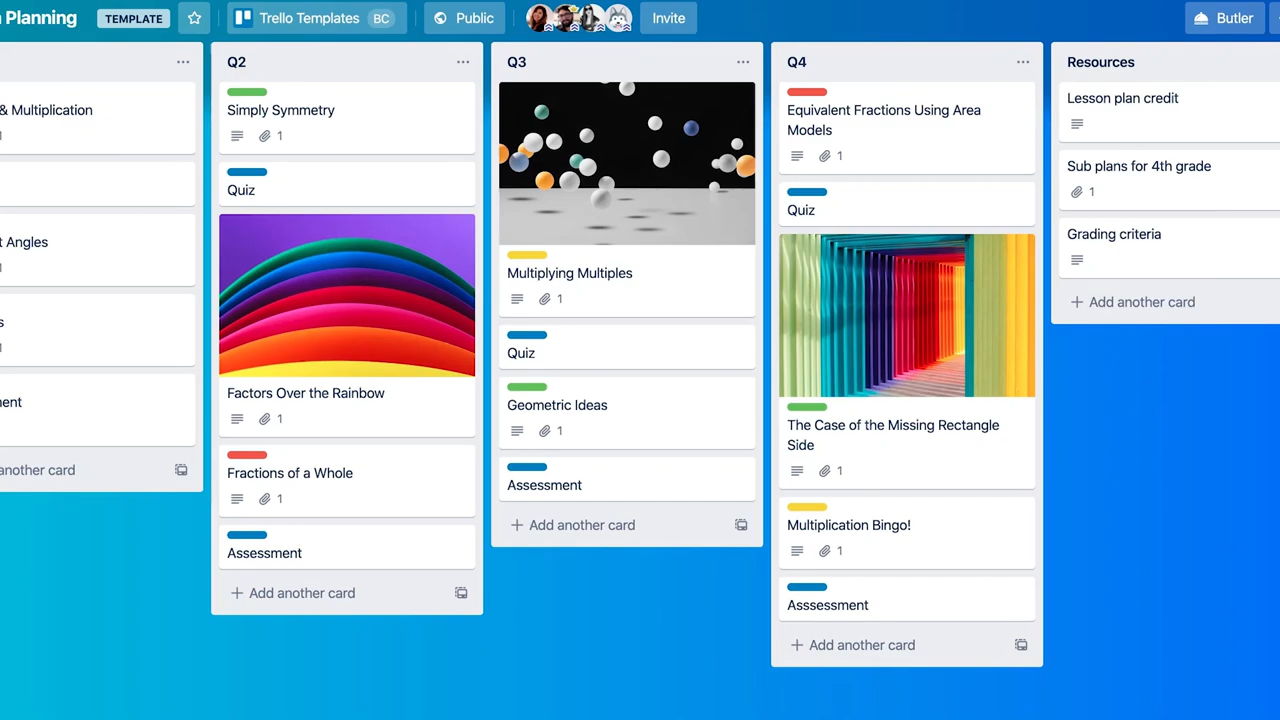 Planning TEMPLATE Trello Templates BC Public Invite Butler
& Multiplication
Angles
another card
Q2
Simply Symmetry
1
Quiz
Factors Over the Rainbow
1
Fractions of a Whole
1
Assessment
Add another card
Q3
Multiplying Multiples
1
Quiz
Geometric Ideas
1
Assessment
Add another card
Q4
Equivalent Fractions Using Area
Models
1
Quiz
The Case of the Missing Rectangle
Side
1
Multiplication Bingo!
1
Asssessment
Add another card
Resources
Lesson plan credit
Sub plans for 4th grade
1
Grading criteria
Add another card